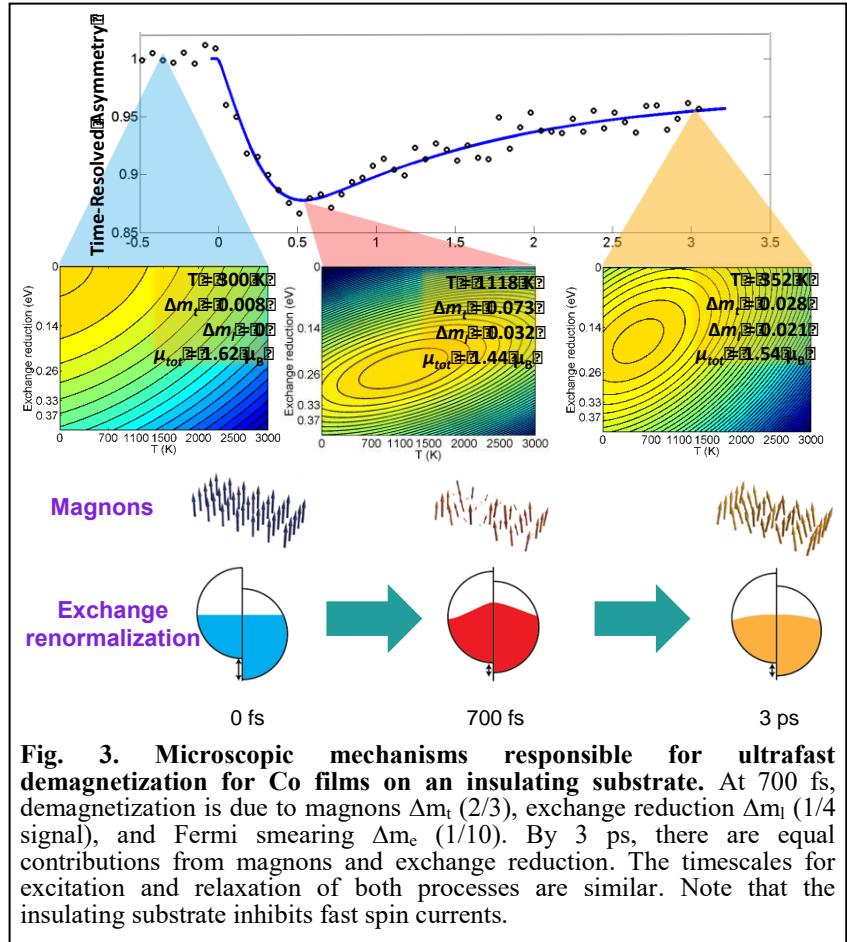 Time-Resolved Asymmetry
1
0.95
0.9
0.85
-0.5 0 0.5 1 1.5 2 2.5 3 3.5
T = 300 K
Δmt = 0.008
Δml = 0
μtot = 1.62 μB
Exchange reduction (eV)
0
0.14
0.26
0.33
0.37
0 700 1100 1500 2000 2500 3000
T (K)
T = 1118 K
Δmt = 0.073
Δml = 0.032
μtot = 1.44 μB
Exchange reduction (eV)
0
0.14
0.26
0.33
0.37
0 700 1100 1500 2000 2500 3000
T (K)
T = 352 K
Δmt = 0.028
Δml = 0.021
μtot = 1.54 μB
Exchange reduction (eV)
0
0.14
0.26
0.33
0.37
0 700 1100 1500 2000 2500 3000
T (K)
Magnons
Exchange
renormalization
0 fs 700 fs 3 ps
Fig. 3. Microscopic mechanisms responsible for ultrafast
demagnetization for Co films on an insulating substrate. At 700 fs,
demagnetization is due to magnons Δmt (2/3), exchange reduction Δml (1/4
signal), and Fermi smearing Δme (1/10). By 3 ps, there are equal
contributions from magnons and exchange reduction. The timescales for
excitation and relaxation of both processes are similar. Note that the
insulating substrate inhibits fast spin currents.